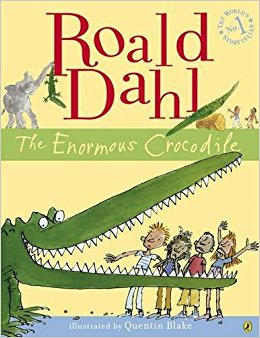 Roald
Dahl
THE WORLD'S
No 1
STORYTELLER
The Enormous Crocodile
illustrated by Quentin Blake